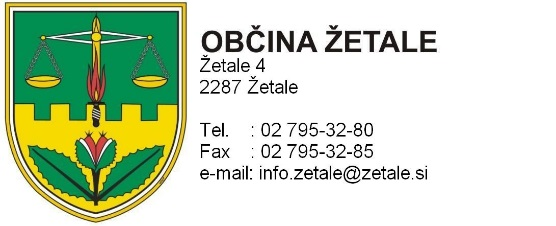 OBČINA ŽETALE
Žetale 4
2287 Žetale
Tel. : 02 795-32-80
Fax : 02 795-32-85
e-mail: info.zetale@zetale.si